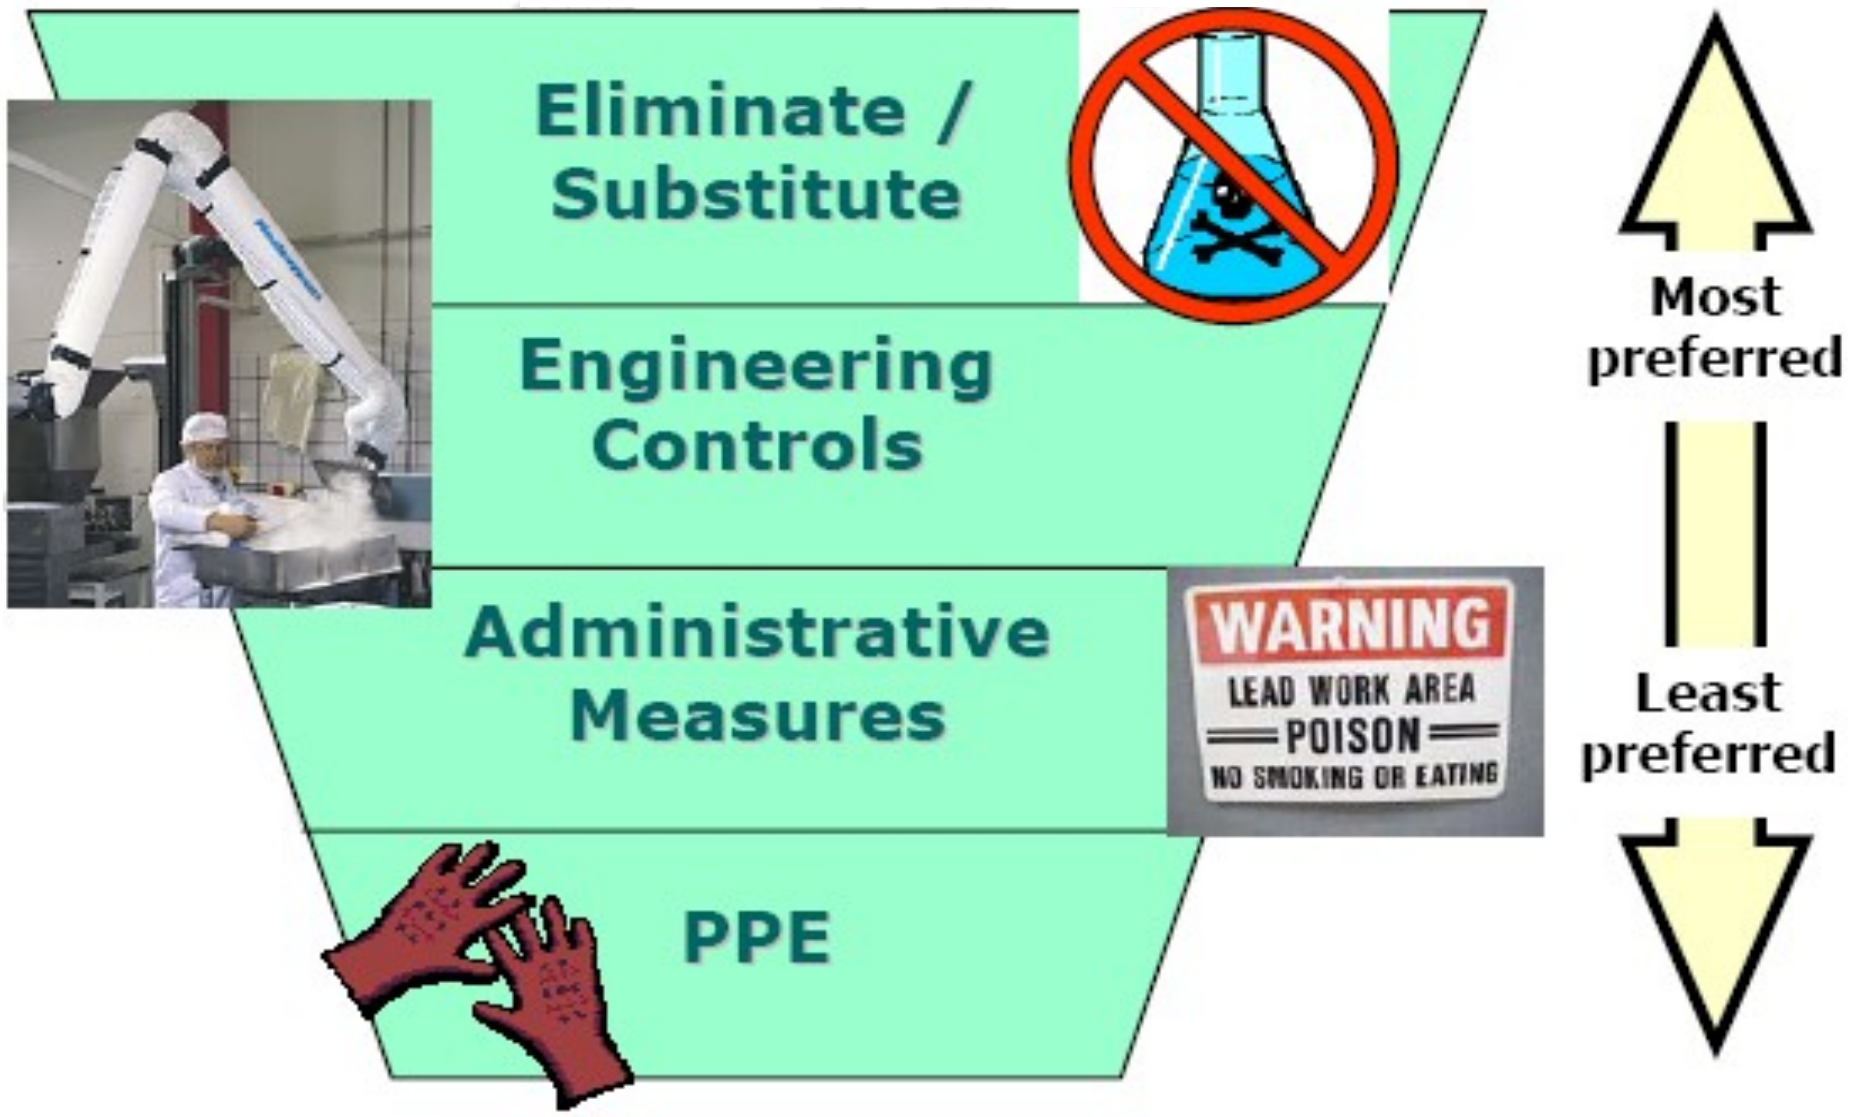 Eliminate /
Substitute
Engineering
Controls
Administrative
Measures
PPE
WARNING
LEAD WORK AREA
POISON
NO SMOKING OR EATING
Most
preferred
Least
preferred